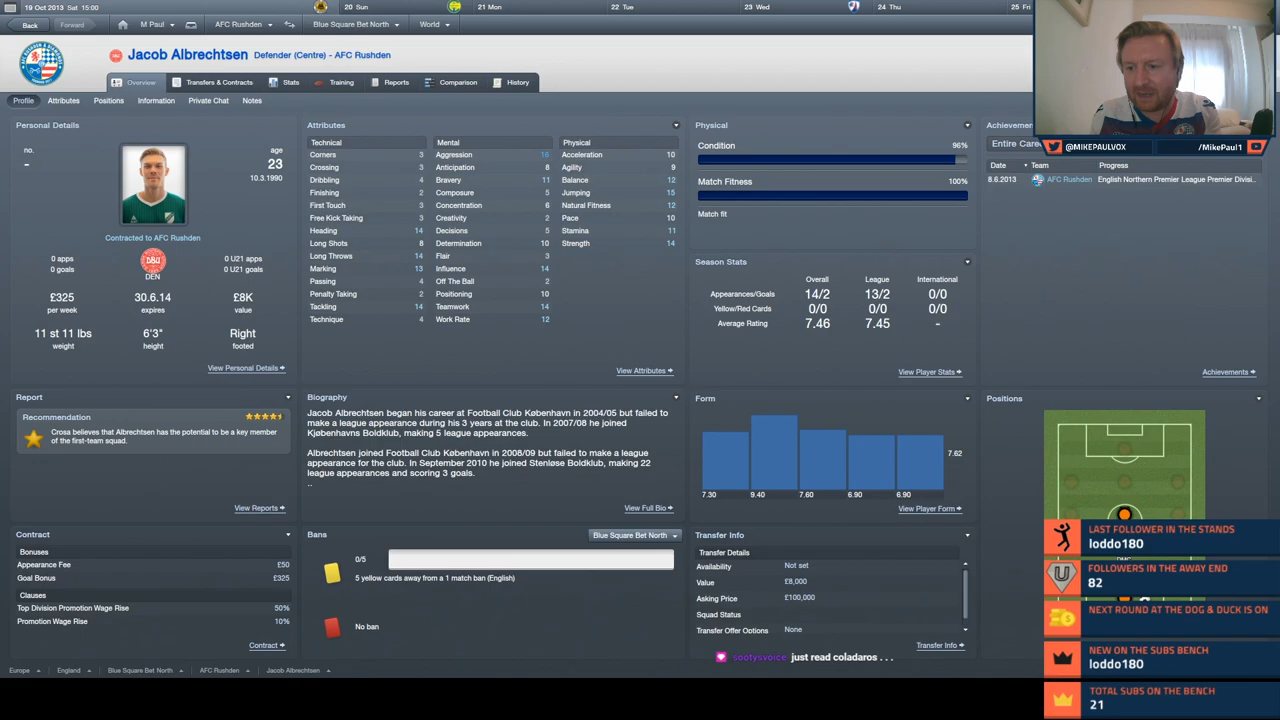 19 Oct 2013 Sat 15:00
20 Sun
21 Mon
22 Tue
23 Wed
24 Thu
25 Fri
Back
Forward
M Paul
AFC Rushden
Blue Square Bet North
World
Jacob Albrechtsen
Defender (Centre) - AFC Rushden
Overview
Transfers & Contracts
Stats
Training
Reports
Comparison
History
Profile
Attributes
Positions
Information
Private Chat
Notes
@MIKEPAULVOX
/MikePaul1
Personal Details
no.
-
age
23
10.3.1990
Contracted to AFC Rushden
0 apps
0 goals
DEN
0 U21 apps
0 U21 goals
£325
per week
30.6.14
expires
£8K
value
11 st 11 lbs
weight
6'3"
height
Right
footed
View Personal Details
Attributes
Technical
Corners 3
Crossing 3
Dribbling 4
Finishing 2
First Touch 3
Free Kick Taking 3
Heading 14
Long Shots 8
Long Throws 14
Marking 13
Passing 4
Penalty Taking 2
Tackling 14
Technique 4
Mental
Aggression 16
Anticipation 8
Bravery 11
Composure 5
Concentration 6
Creativity 2
Decisions 5
Determination 10
Flair 3
Influence 14
Off The Ball 2
Positioning 10
Teamwork 14
Work Rate 12
Physical
Acceleration 10
Agility 9
Balance 12
Jumping 15
Natural Fitness 12
Pace 10
Stamina 11
Strength 14
View Attributes
Physical
Condition 96%
Match Fitness 100%
Match fit
Season Stats
Overall League International
Appearances/Goals 14/2 13/2 0/0
Yellow/Red Cards 0/0 0/0 0/0
Average Rating 7.46 7.45 -
View Player Stats
Entire Care
Date Team Progress
8.6.2013 AFC Rushden English Northern Premier League Premier Divisi..
Achievements
Report
Recommendation
Crosa believes that Albrechtsen has the potential to be a key member
of the first-team squad.
View Reports
Biography
Jacob Albrechtsen began his career at Football Club København in 2004/05 but failed to
make a league appearance during his 3 years at the club. In 2007/08 he joined
Kjøbenhavns Boldklub, making 5 league appearances.
Albrechtsen joined Football Club København in 2008/09 but failed to make a league
appearance for the club. In September 2010 he joined Stenløse Boldklub, making 22
league appearances and scoring 3 goals.
..
View Full Bio
Form
7.30
9.40
7.60
6.90
6.90
7.62
View Player Form
Positions
Contract
Bonuses
Appearance Fee £50
Goal Bonus £325
Clauses
Top Division Promotion Wage Rise 50%
Promotion Wage Rise 10%
Contract
Bans
Blue Square Bet North
0/5
5 yellow cards away from a 1 match ban (English)
No ban
Transfer Info
Transfer Details
Availability Not set
Value £8,000
Asking Price £100,000
Squad Status
Transfer Offer Options None
Transfer Info
LAST FOLLOWER IN THE STANDS
loddo180
FOLLOWERS IN THE AWAY END
82
NEXT ROUND AT THE DOG & DUCK IS ON
NEW ON THE SUBS BENCH
loddo180
TOTAL SUBS ON THE BENCH
21
sootysvoice just read coladaros . . .
Europe
England
Blue Square Bet North
AFC Rushden
Jacob Albrechtsen